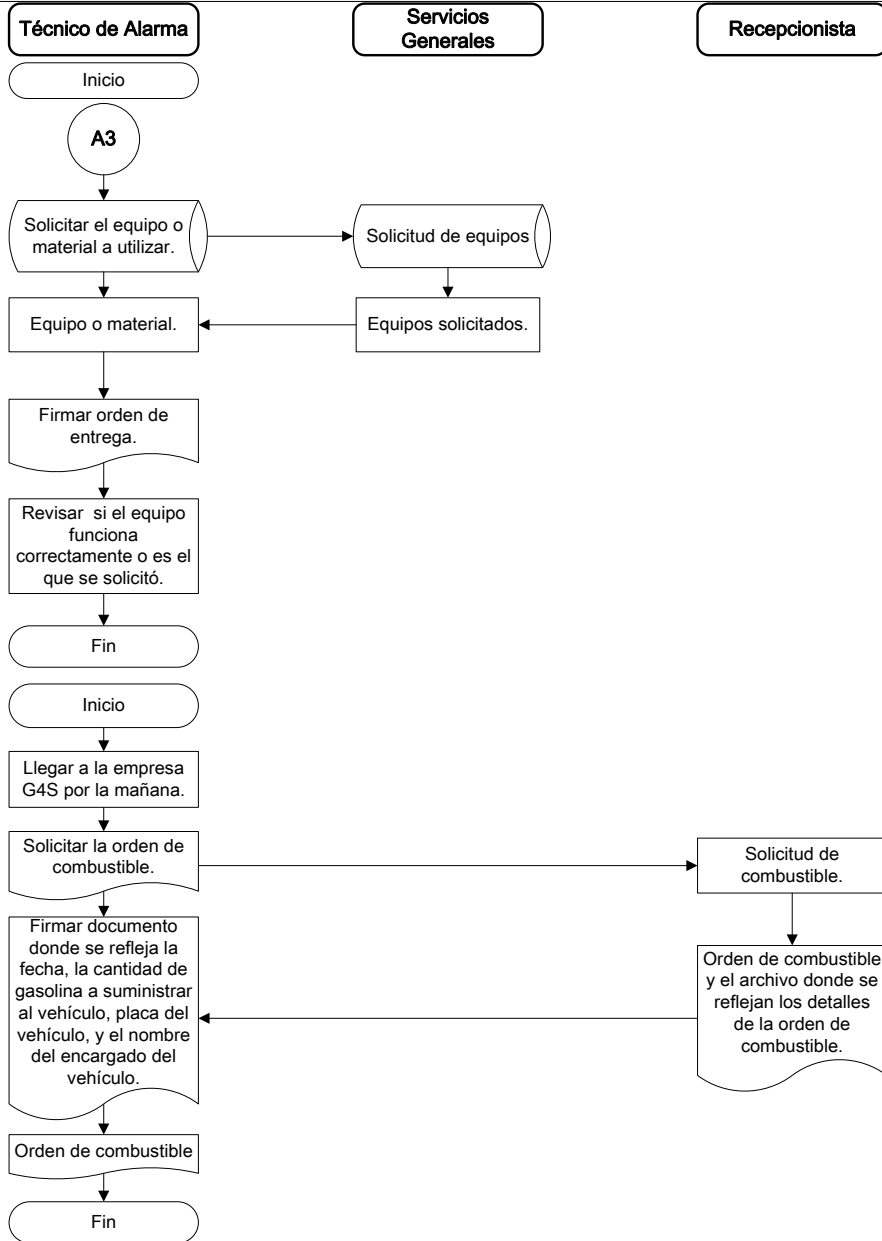 Técnico de Alarma
Servicios
Generales
Recepcionista
Inicio
A3
Solicitar el equipo o
material a utilizar.
Solicitud de equipos
Equipo o material.
Equipos solicitados.
Firmar orden de
entrega.
Revisar  si el equipo
funciona
correctamente o es el
que se solicitó.
Fin
Inicio
Llegar a la empresa
G4S por la mañana.
Solicitar la orden de
combustible.
Solicitud de
combustible.
Firmar documento
donde se refleja la
fecha, la cantidad de
gasolina a suministrar
al vehículo, placa del
vehículo, y el nombre
del encargado del
vehículo.
Orden de combustible
y el archivo donde se
reflejan los detalles
de la orden de
combustible.
Orden de combustible
Fin